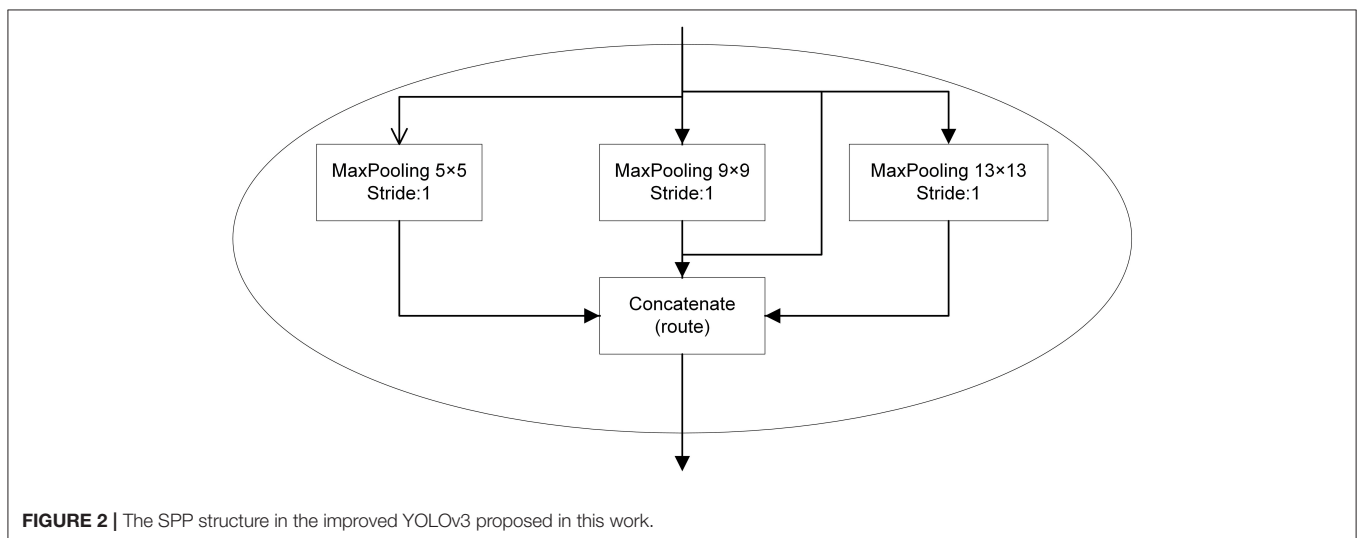 MaxPooling 5×5
Stride:1
MaxPooling 9×9
Stride:1
MaxPooling 13×13
Stride:1
Concatenate
(route)
FIGURE 2 | The SPP structure in the improved YOLOv3 proposed in this work.